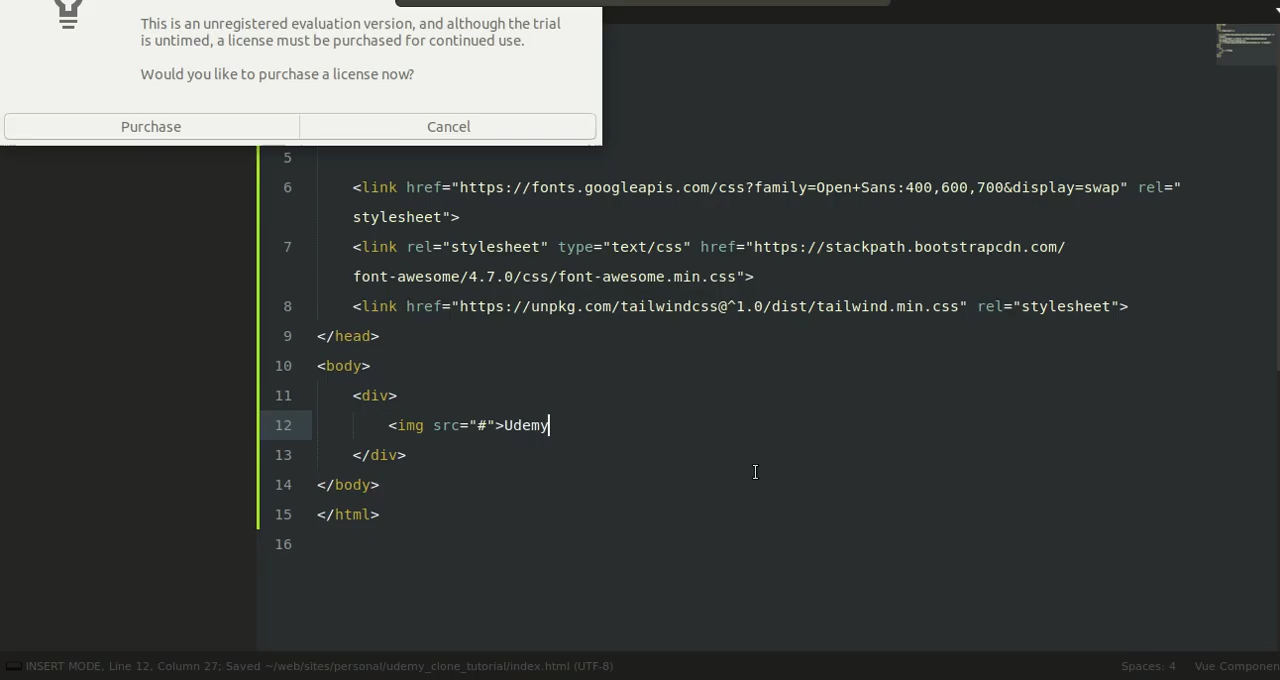 This is an unregistered evaluation version, and although the trial
is untimed, a license must be purchased for continued use.
Would you like to purchase a license now?
Purchase Cancel
5
6 <link href="https://fonts.googleapis.com/css?family=Open+Sans:400,600,700&display=swap" rel="
stylesheet">
7 <link rel="stylesheet" type="text/css" href="https://stackpath.bootstrapcdn.com/
font-awesome/4.7.0/css/font-awesome.min.css">
8 <link href="https://unpkg.com/tailwindcss@^1.0/dist/tailwind.min.css" rel="stylesheet">
9 </head>
10 <body>
11 <div>
12 <img src="#">Udemy
13 </div>
14 </body>
15 </html>
16
INSERT MODE, Line 12, Column 27; Saved ~/web/sites/personal/udemy_clone_tutorial/index.html (UTF-8) Spaces: 4 Vue Componen